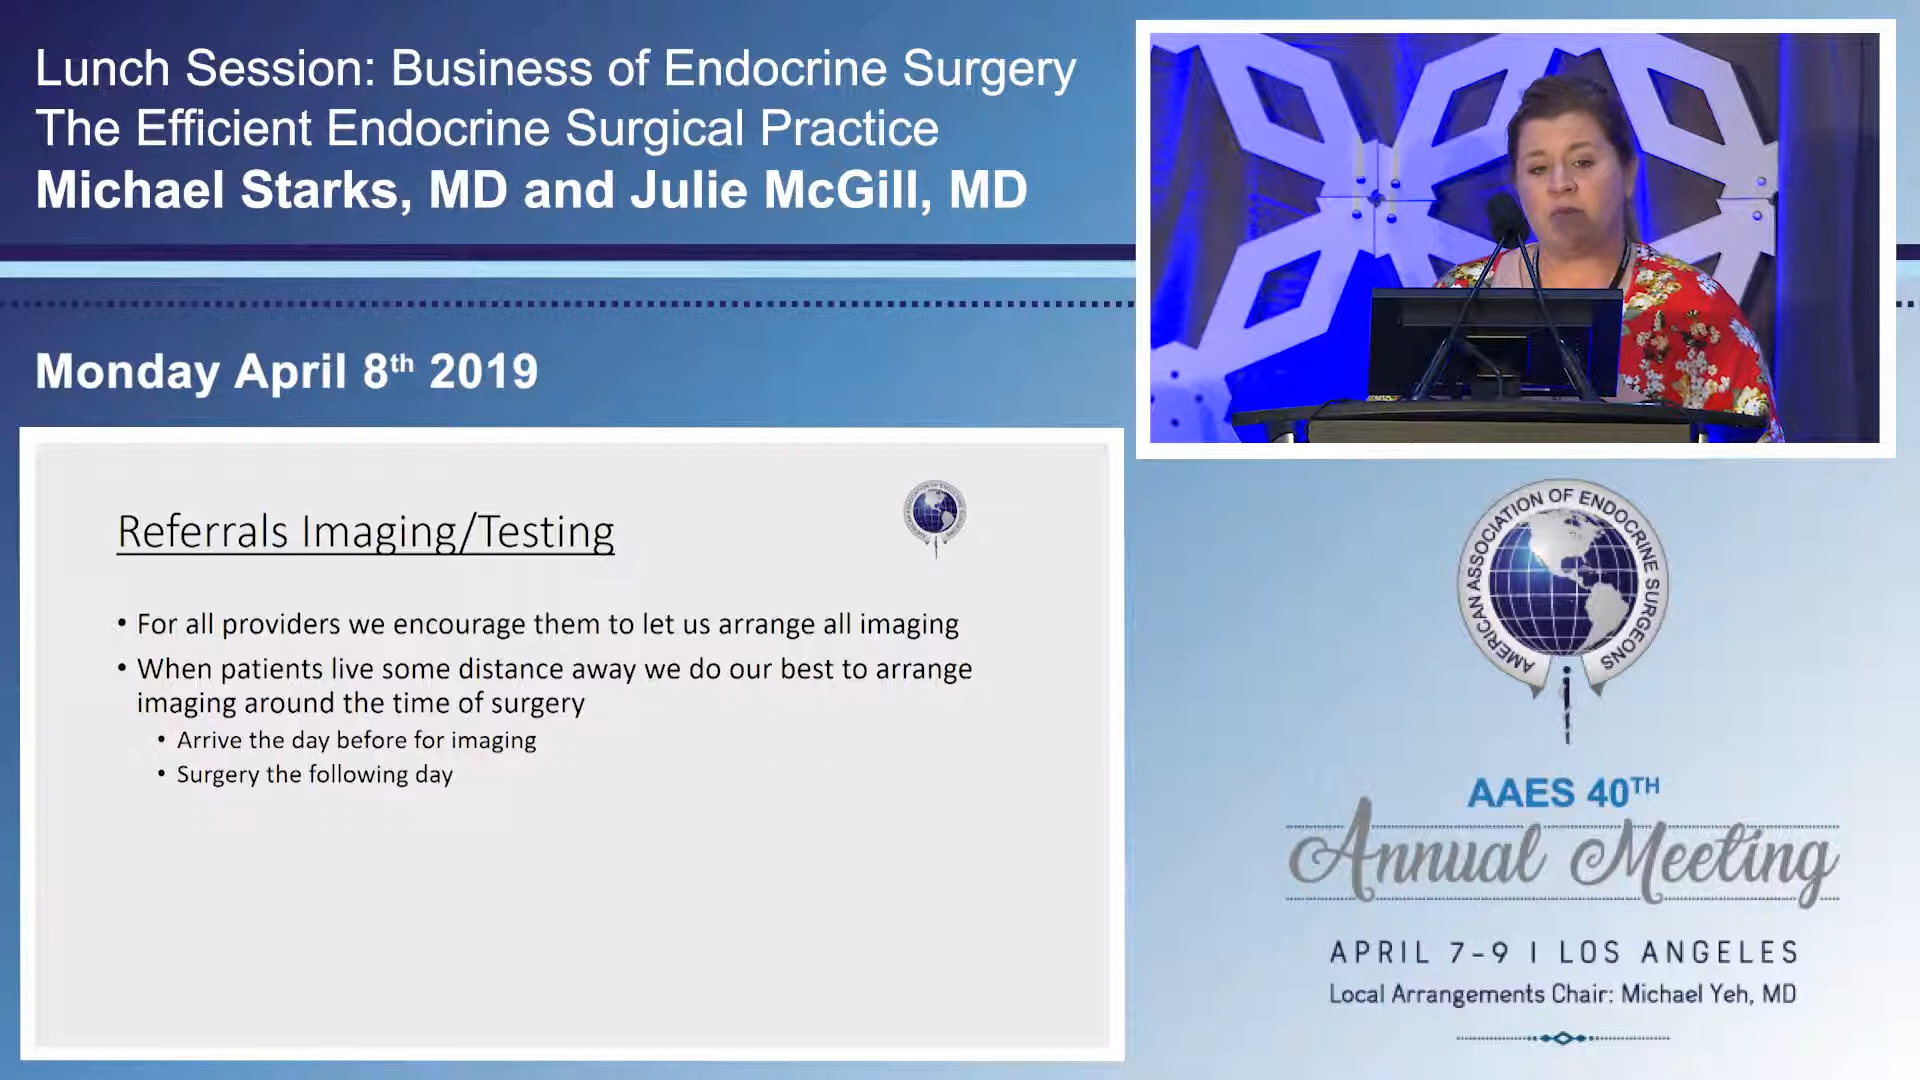 Lunch Session: Business of Endocrine Surgery
The Efficient Endocrine Surgical Practice
Michael Starks, MD and Julie McGill, MD
Monday April 8th 2019
Referrals Imaging/Testing
• For all providers we encourage them to let us arrange all imaging
• When patients live some distance away we do our best to arrange
imaging around the time of surgery
• Arrive the day before for imaging
• Surgery the following day
AMERICAN ASSOCIATION OF ENDOCRINE SURGEONS
AAES 40TH
Annual Meeting
APRIL 7-9 | LOS ANGELES
Local Arrangements Chair: Michael Yeh, MD